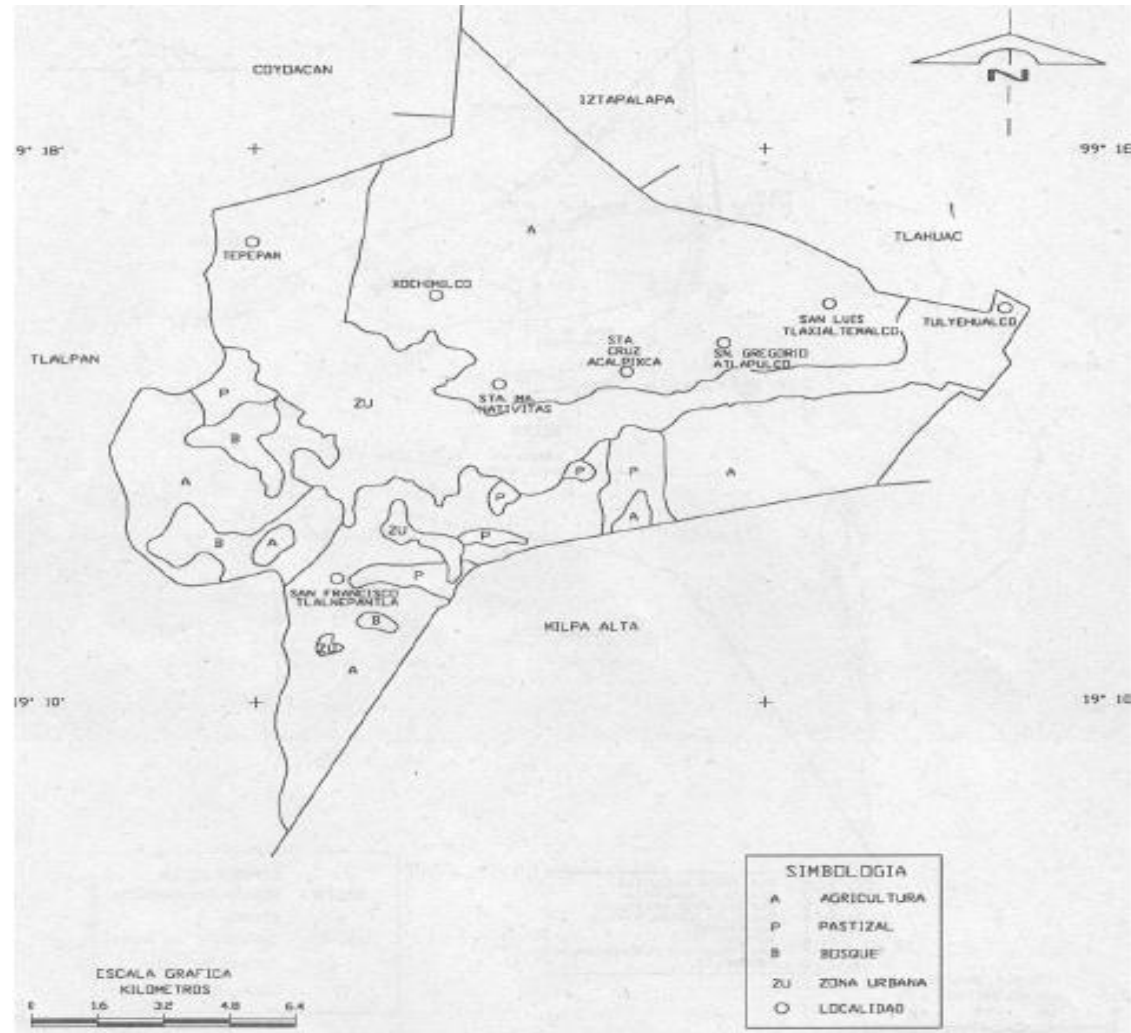 COYOACAN
IZTAPALAPA
N
9° 18'
99° 18
A
TLAHUAC
TEPEPAN
XOCHIMILCO
SAN LUIS
TLAXIALTEMALCO
TULYEHUALCO
STA
CRUZ
ACALPIXCA
SN. GREGORIO
ATLAPULCO
TLALPAN
STA MA
NATIVITAS
P
ZU
B
A
P
P
P
A
A
ZU
P
B
A
P
SAN FRANCISCO
TLALNEPANTLA
B
ZU
A
MILPA ALTA
19° 10'
19° 10
SIMBOLOGIA
A AGRICULTURA
P PASTIZAL
B BOSQUE
ZU ZONA URBANA
LOCALIDAD
ESCALA GRAFICA
KILOMETROS
0 1.6 3.2 4.8 6.4